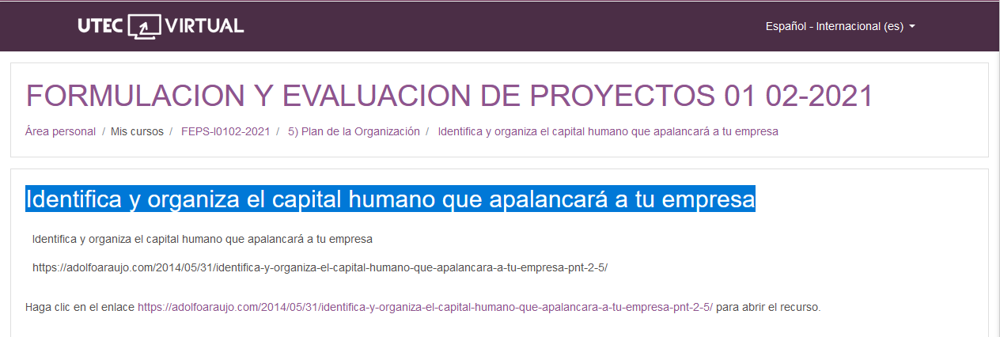 UTEC VIRTUAL
Español - Internacional (es)
FORMULACION Y EVALUACION DE PROYECTOS 01 02-2021
Área personal / Mis cursos / FEPS-I0102-2021 / 5) Plan de la Organización / Identifica y organiza el capital humano que apalancará a tu empresa
Identifica y organiza el capital humano que apalancará a tu empresa
Identifica y organiza el capital humano que apalancará a tu empresa
https://adolfoaraujo.com/2014/05/31/identifica-y-organiza-el-capital-humano-que-apalancara-a-tu-empresa-pnt-2-5/
Haga clic en el enlace https://adolfoaraujo.com/2014/05/31/identifica-y-organiza-el-capital-humano-que-apalancara-a-tu-empresa-pnt-2-5/ para abrir el recurso.